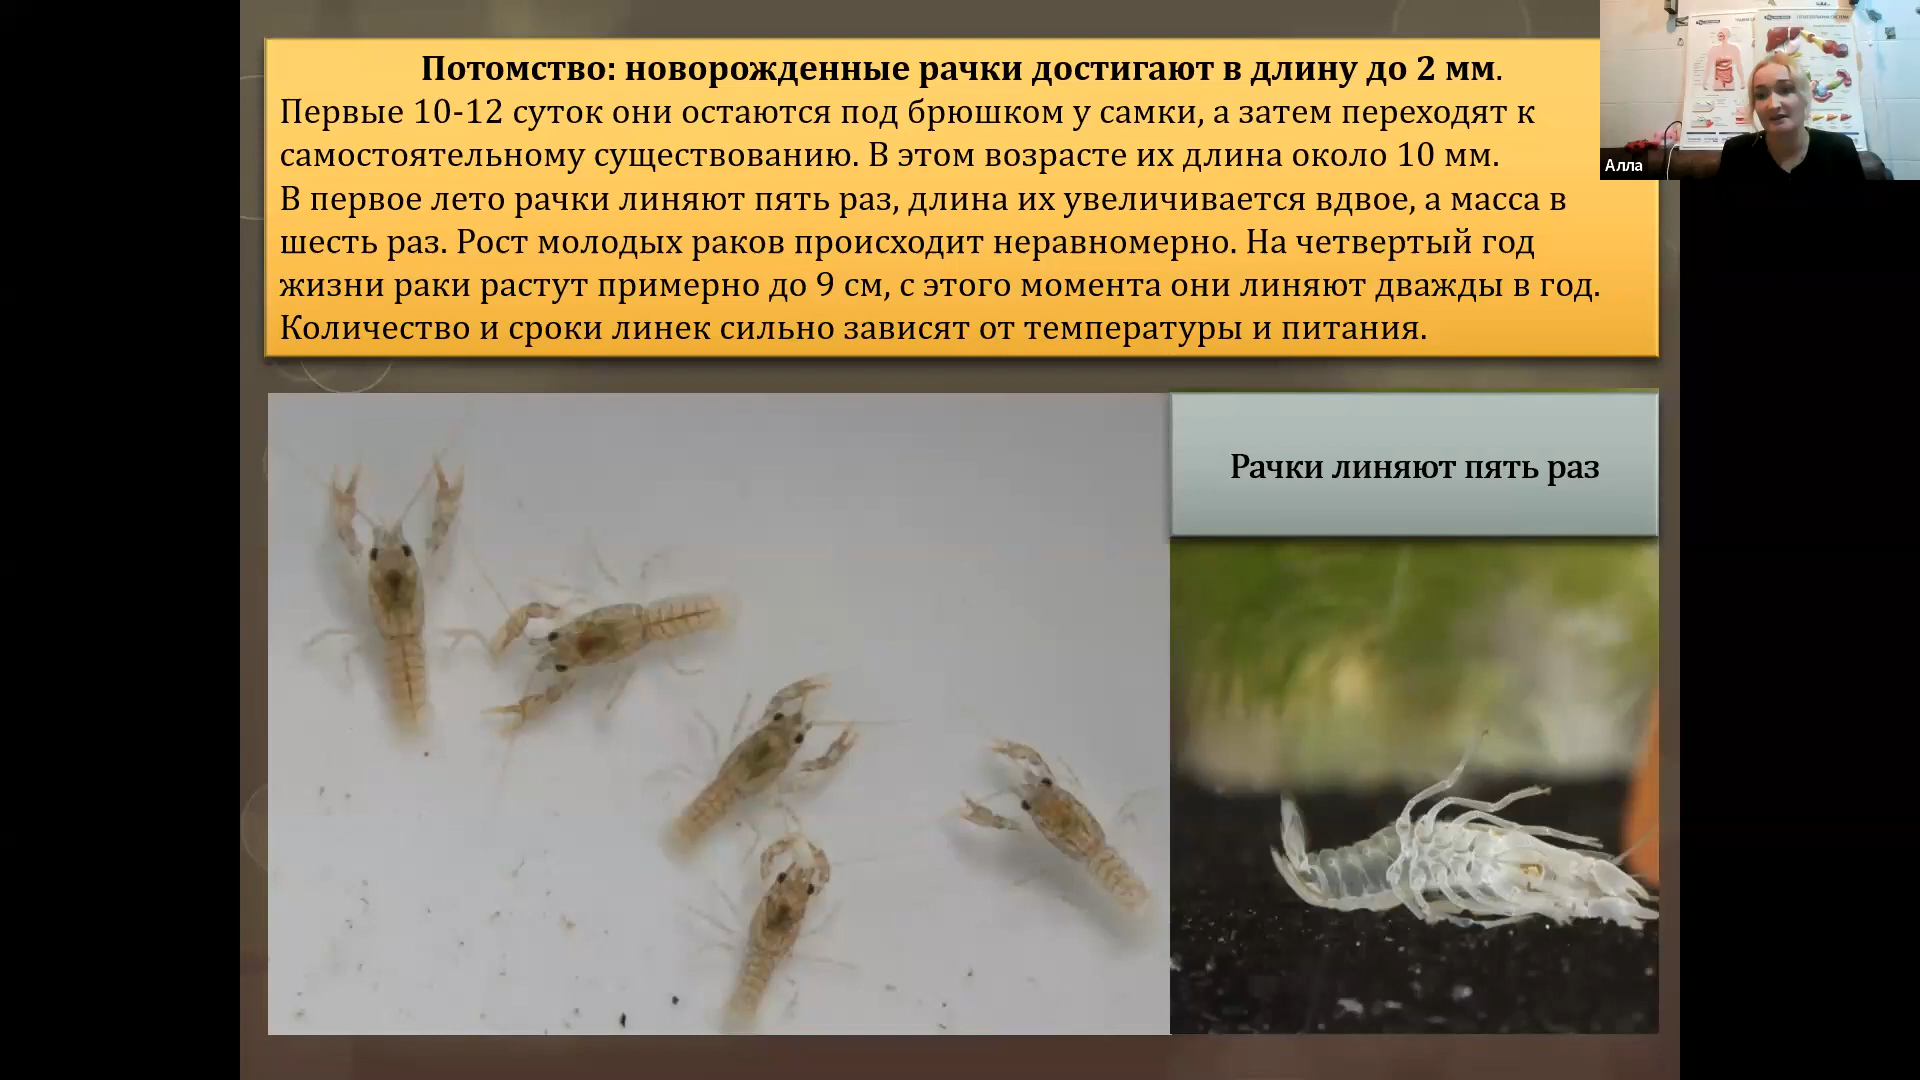 Потомство: новорожденные рачки достигают в длину до 2 мм.
Первые 10-12 суток они остаются под брюшком у самки, а затем переходят к
самостоятельному существованию. В этом возрасте их длина около 10 мм.
В первое лето рачки линяют пять раз, длина их увеличивается вдвое, а масса в
шесть раз. Рост молодых раков происходит неравномерно. На четвертый год
жизни раки растут примерно до 9 см, с этого момента они линяют дважды в год.
Количество и сроки линек сильно зависят от температуры и питания.
Рачки линяют пять раз
Алла